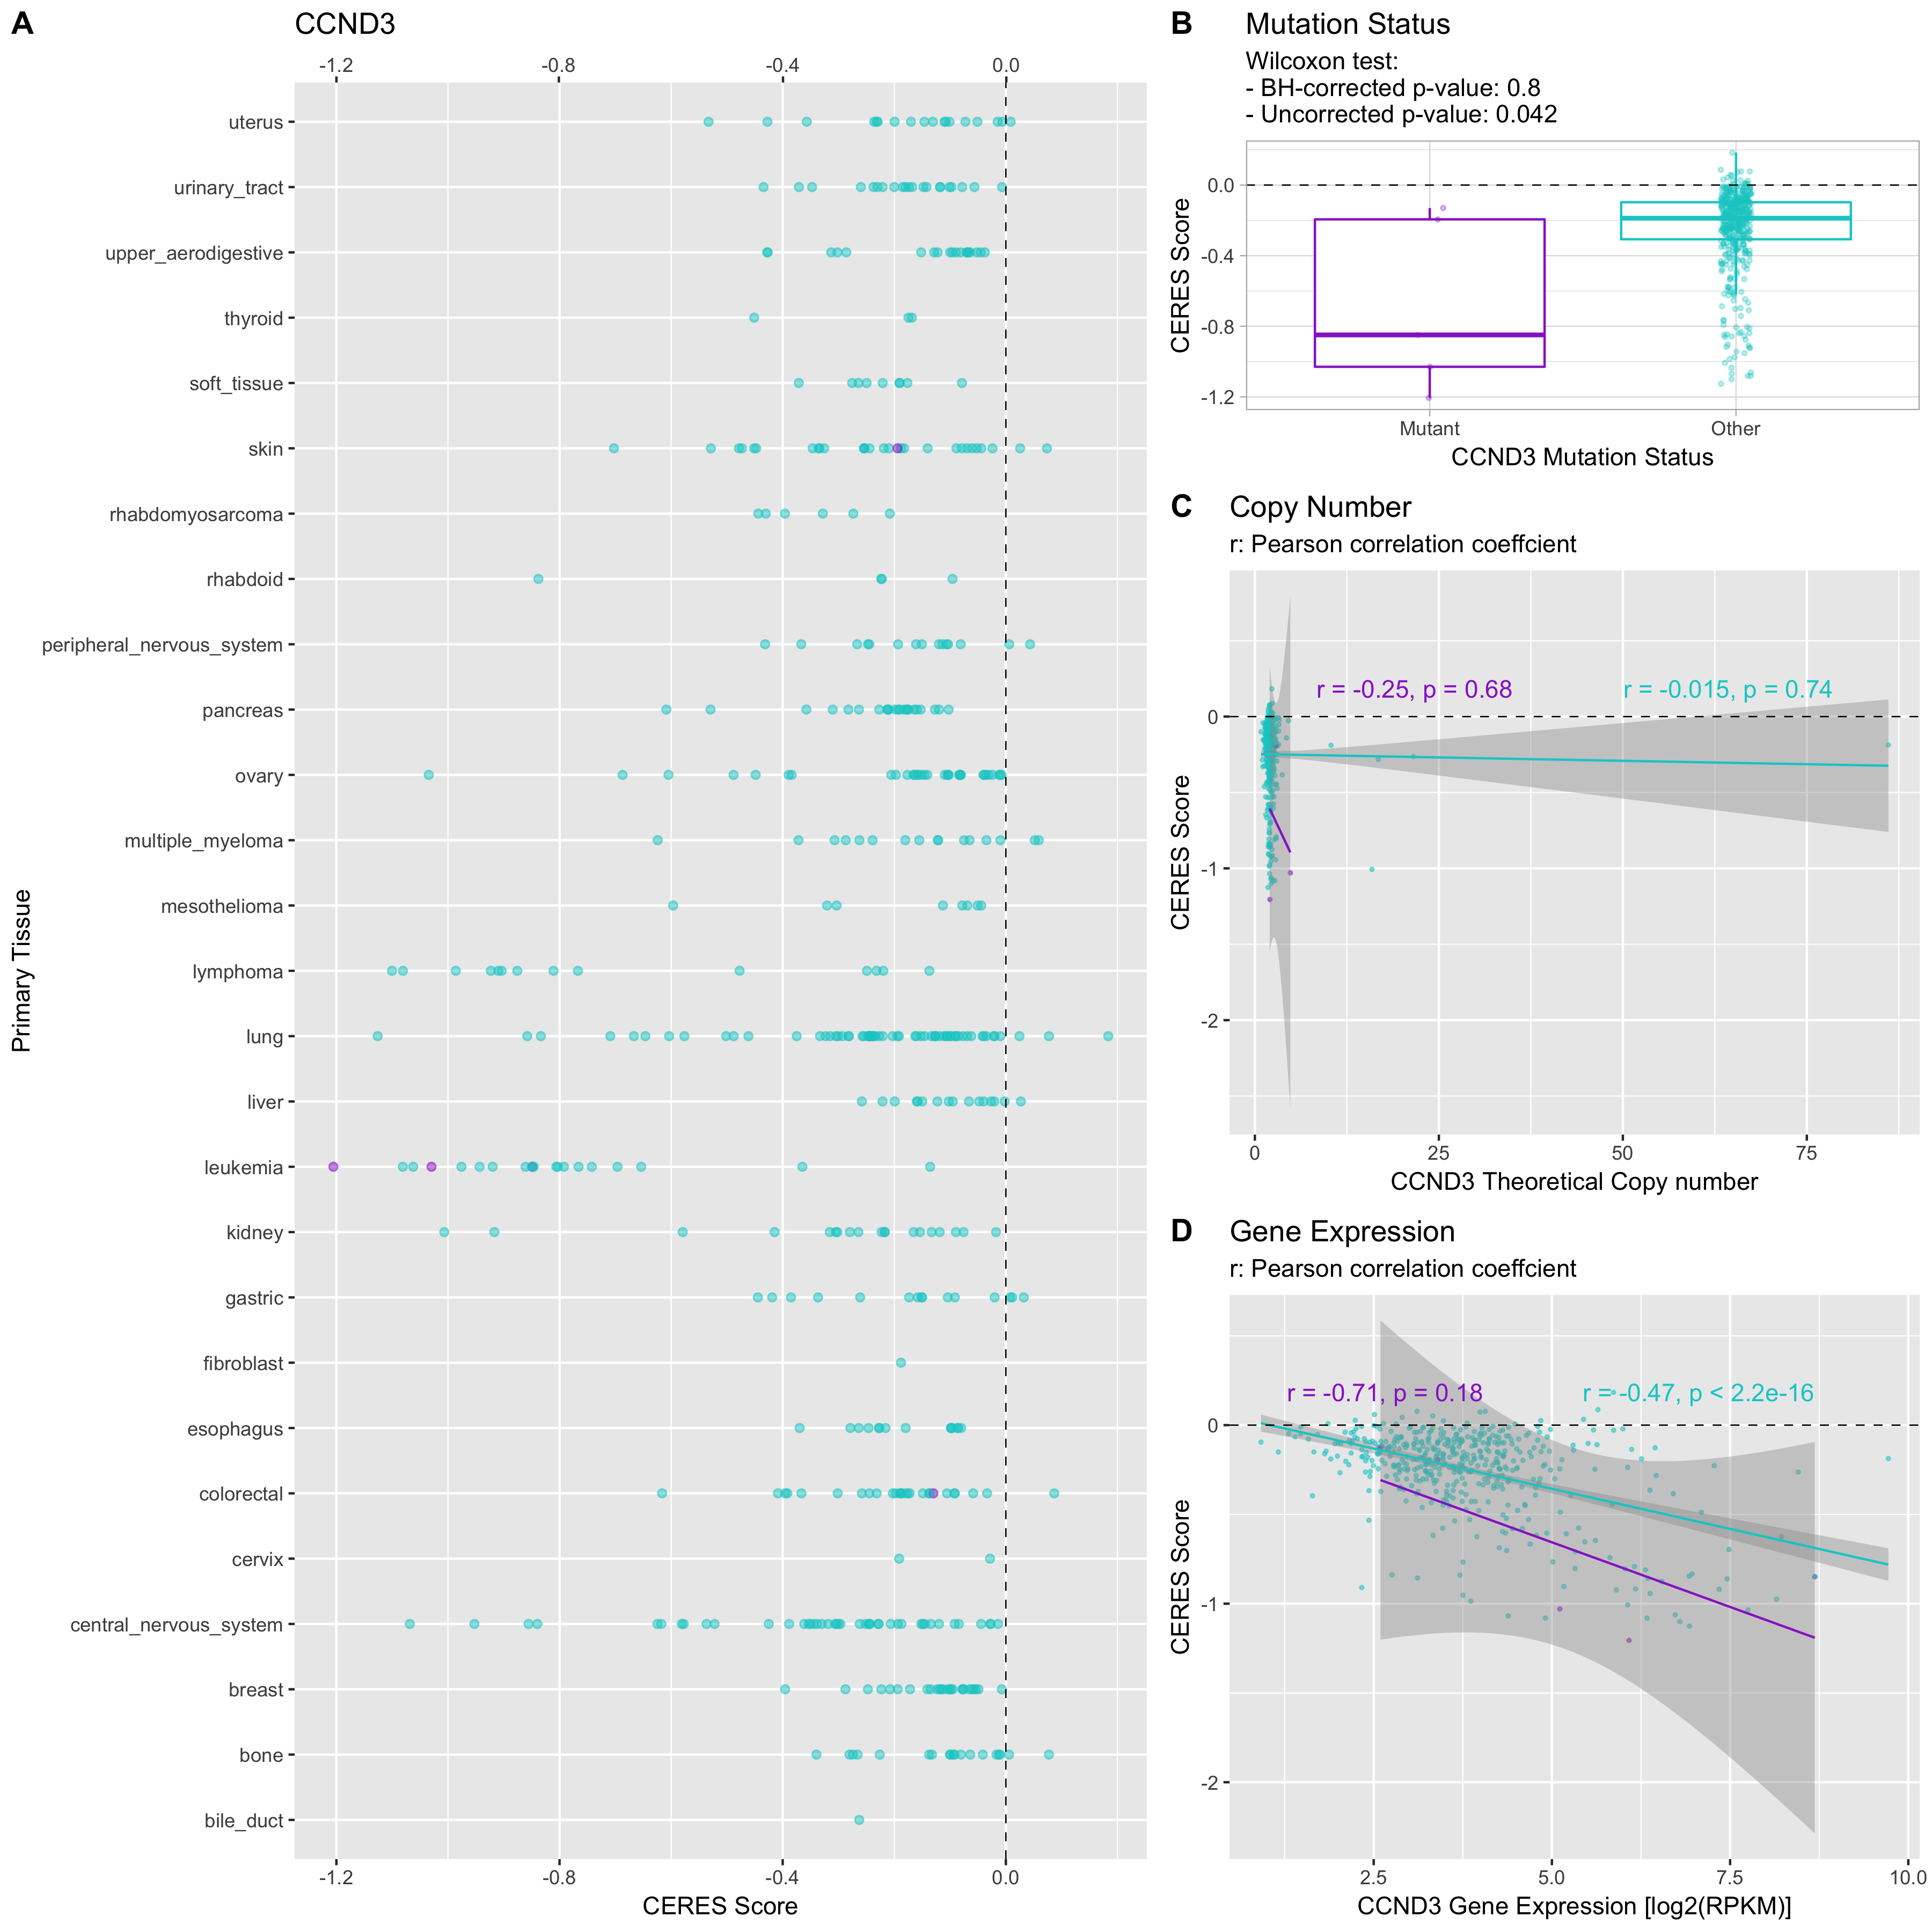 A
CCND3
-1.2 -0.8 -0.4 0.0
Primary Tissue
uterus
urinary_tract
upper_aerodigestive
thyroid
soft_tissue
skin
rhabdomyosarcoma
rhabdoid
peripheral_nervous_system
pancreas
ovary
multiple_myeloma
mesothelioma
lymphoma
lung
liver
leukemia
kidney
gastric
fibroblast
esophagus
colorectal
cervix
central_nervous_system
breast
bone
bile_duct
-1.2 -0.8 -0.4 0.0
CERES Score
B
Mutation Status
Wilcoxon test:
- BH-corrected p-value: 0.8
- Uncorrected p-value: 0.042
CERES Score
0.0
-0.4
-0.8
-1.2
Mutant Other
CCND3 Mutation Status
C
Copy Number
r: Pearson correlation coeffcient
r = -0.25, p = 0.68 r = -0.015, p = 0.74
CERES Score
0
-1
-2
0 25 50 75
CCND3 Theoretical Copy number
D
Gene Expression
r: Pearson correlation coeffcient
r = -0.71, p = 0.18 r = -0.47, p < 2.2e-16
CERES Score
0
-1
-2
2.5 5.0 7.5 10.0
CCND3 Gene Expression [log2(RPKM)]